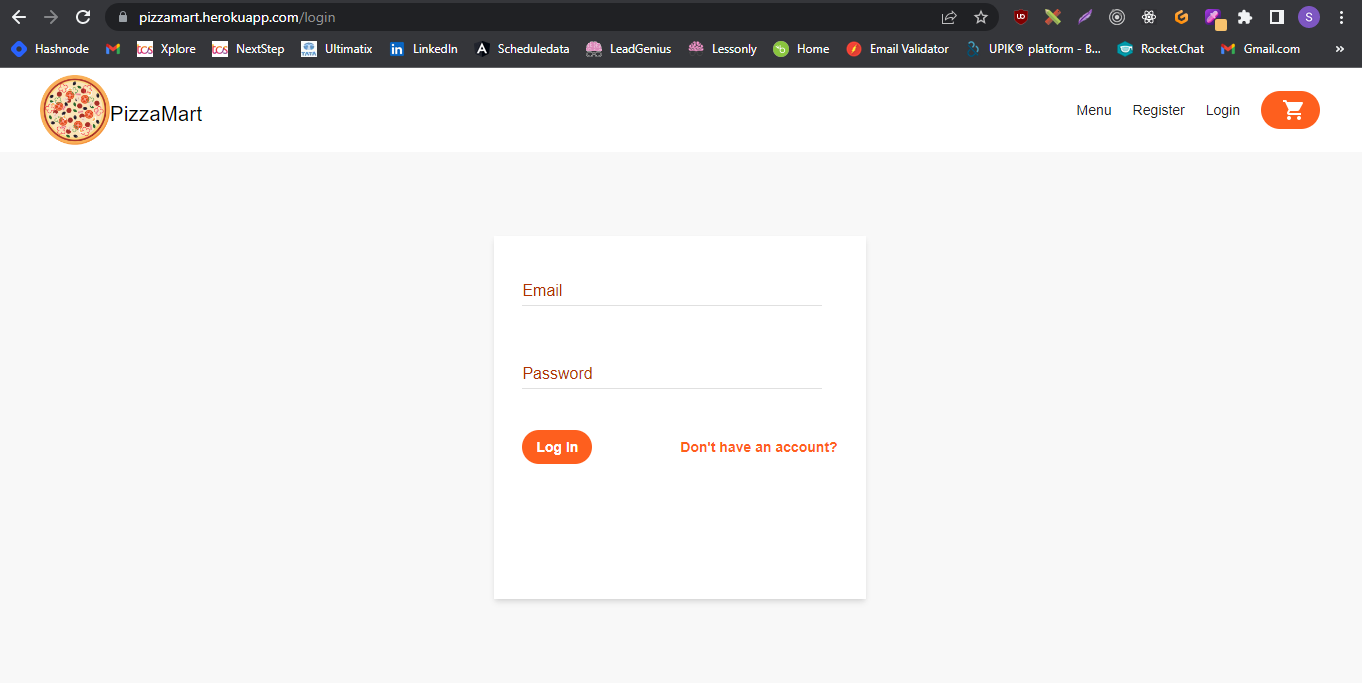 pizzamart.herokuapp.com/login
Hashnode Xplore NextStep Ultimatix LinkedIn Scheduledata LeadGenius Lessonly Home Email Validator UPIK® platform - B... Rocket.Chat Gmail.com »
PizzaMart Menu Register Login
Email
Password
Log In Don't have an account?